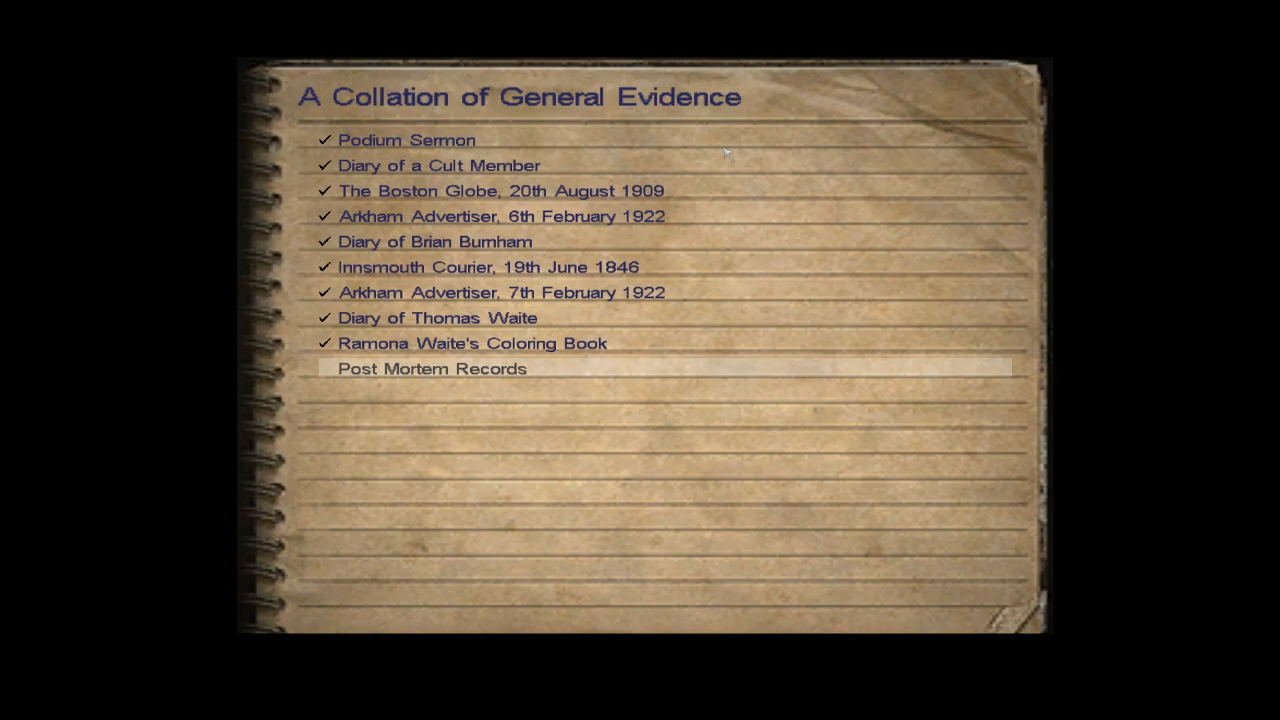 A Collation of General Evidence
Podium Sermon
Diary of a Cult Member
The Boston Globe, 20th August 1909
Arkham Advertiser, 6th February 1922
Diary of Brian Burnham
Innsmouth Courier, 19th June 1846
Arkham Advertiser, 7th February 1922
Diary of Thomas Waite
Ramona Waite's Coloring Book
Post Mortem Records